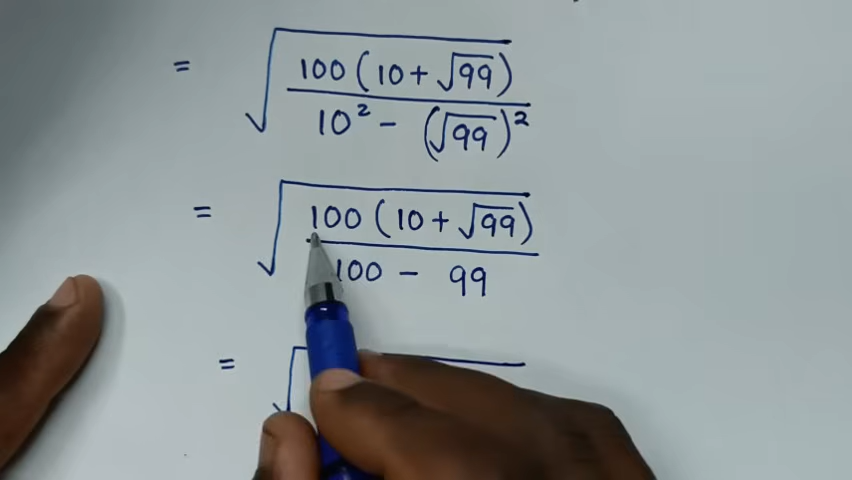 = √(100 (10 + √99)
10² - (√99)²
= √(100 (10 + √99)
100 - 99
= √